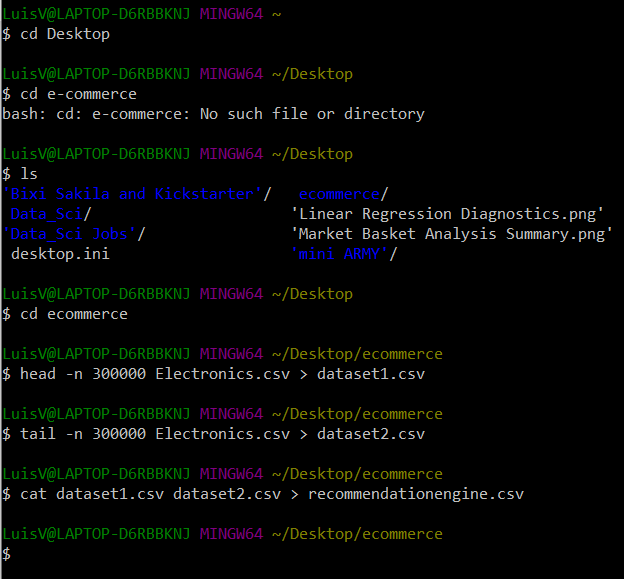 LuisV@LAPTOP-D6RBBKNJ MINGW64 ~
$ cd Desktop
LuisV@LAPTOP-D6RBBKNJ MINGW64 ~/Desktop
$ cd e-commerce
bash: cd: e-commerce: No such file or directory
LuisV@LAPTOP-D6RBBKNJ MINGW64 ~/Desktop
$ ls
'Bixi Sakila and Kickstarter'/   ecommerce/
 Data_Sci/                      'Linear Regression Diagnostics.png'
'Data_Sci Jobs'/                'Market Basket Analysis Summary.png'
 desktop.ini                    'mini ARMY'/
LuisV@LAPTOP-D6RBBKNJ MINGW64 ~/Desktop
$ cd ecommerce
LuisV@LAPTOP-D6RBBKNJ MINGW64 ~/Desktop/ecommerce
$ head -n 300000 Electronics.csv > dataset1.csv
LuisV@LAPTOP-D6RBBKNJ MINGW64 ~/Desktop/ecommerce
$ tail -n 300000 Electronics.csv > dataset2.csv
LuisV@LAPTOP-D6RBBKNJ MINGW64 ~/Desktop/ecommerce
$ cat dataset1.csv dataset2.csv > recommendationengine.csv
LuisV@LAPTOP-D6RBBKNJ MINGW64 ~/Desktop/ecommerce
$